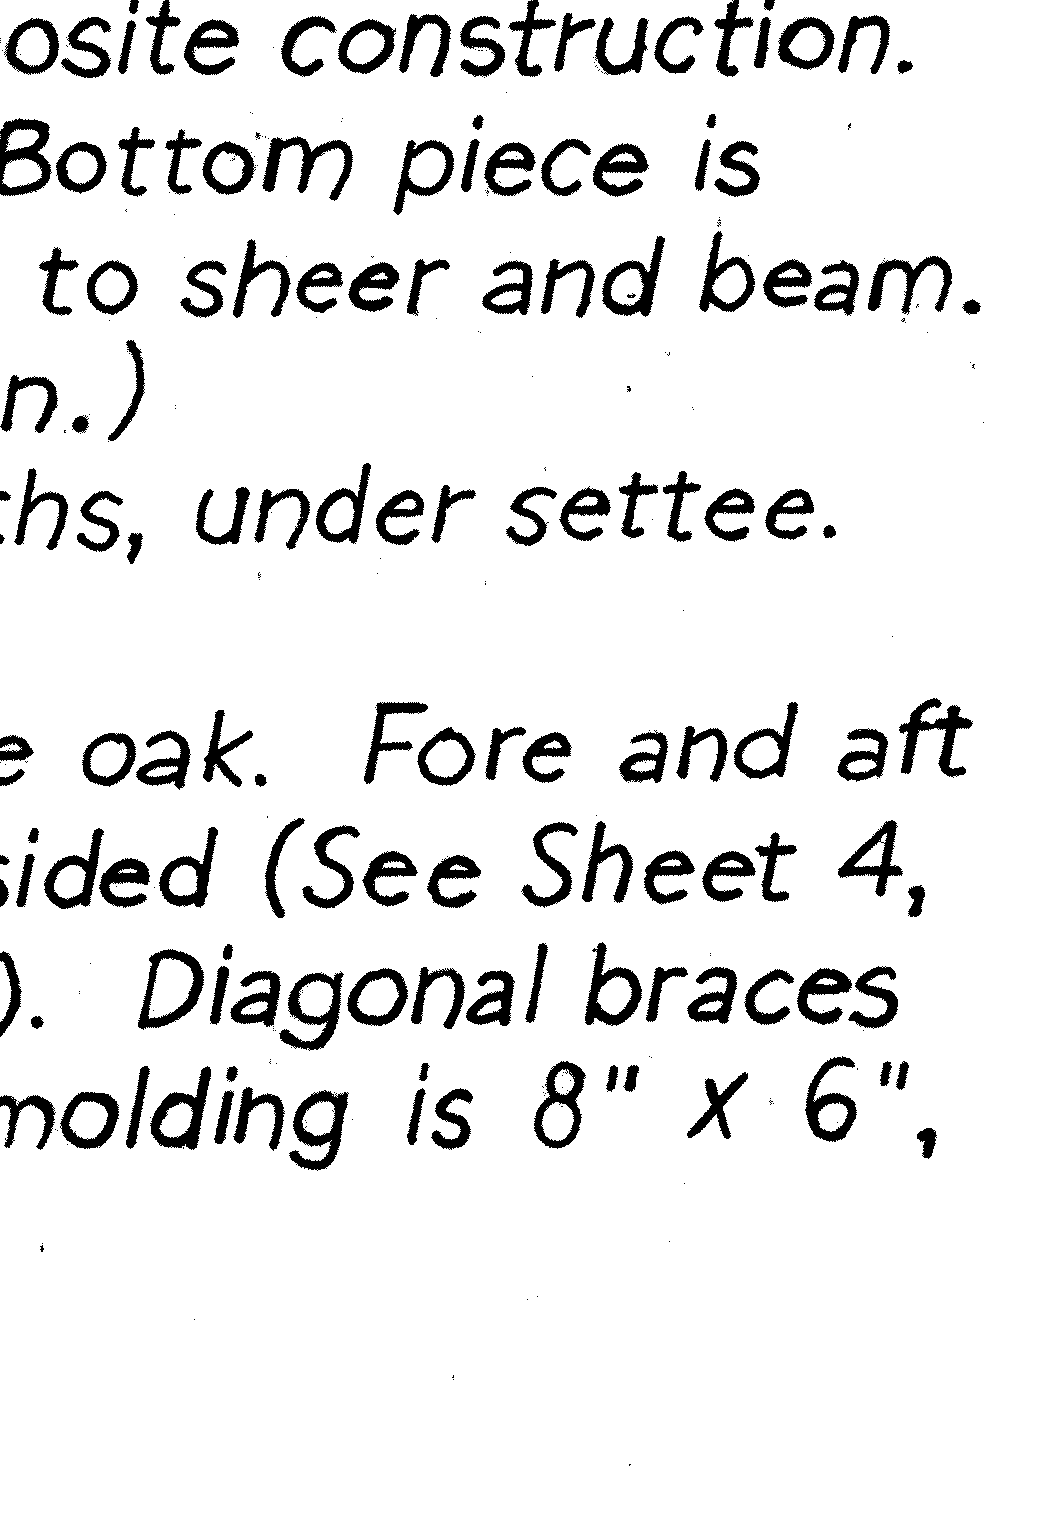 osite construction.
Bottom piece is
to sheer and beam.
n.)
ths, under settee.
e oak. Fore and aft
sided (See Sheet 4,
). Diagonal braces
molding is 8" x 6",